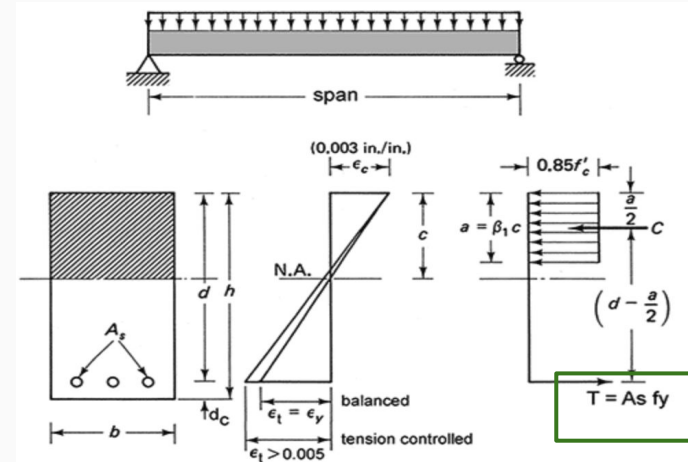 span
(0.003 in./in.)
ϵc
0.85f′c
a/2
c
a = β₁c
C
N.A.
d
h
(d − a/2)
As
T = As fy
balanced
ϵt = ϵy
dc
b
tension controlled
ϵt > 0.005